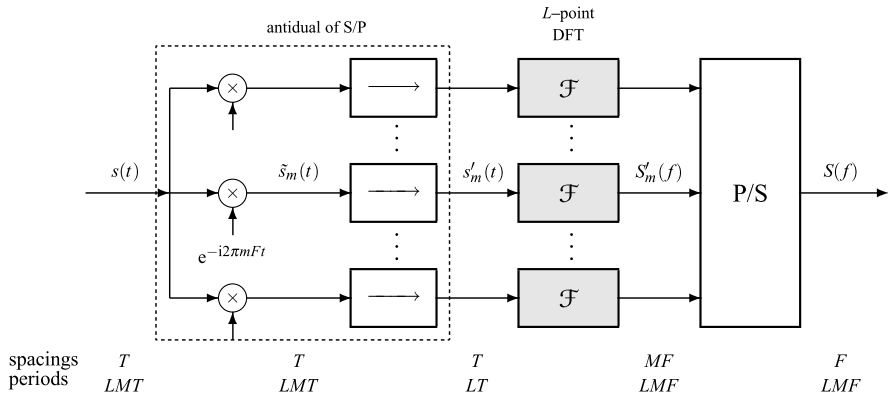 antidual of S/P
L–point
DFT
× ⟶ ℱ
s(t) × s̃ₘ(t) ⟶ s′ₘ(t) ℱ S′ₘ(f) P/S S(f)
e^{−i2πmFt}
× ⟶ ℱ
spacings T T T MF F
periods LMT LMT LT LMF LMF